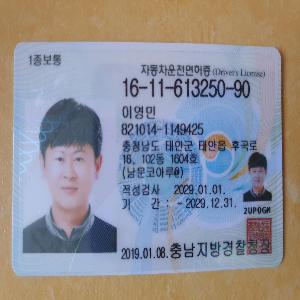 1종보통
자동차운전면허증 (Driver's License)
16-11-613250-90
이영민
821014-1149425
충청남도 태안군 태안읍 후곡로
16, 102동 1604호
(남문코아루@)
적성검사 2029.01.01.
기 간 : ~ 2029.12.31.
2UPOGM
2019.01.08. 충남지방경찰청장